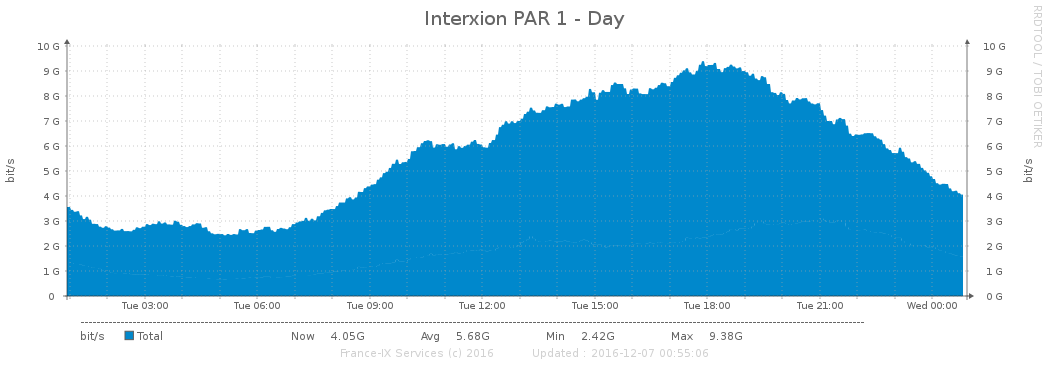 Interxion PAR 1 - Day
RRDTOOL / TOBI OETIKER
10 G 10 G
9 G 9 G
8 G 8 G
7 G 7 G
6 G 6 G
5 G 5 G
4 G 4 G
3 G 3 G
2 G 2 G
1 G 1 G
0 0 G
bit/s bit/s
Tue 03:00 Tue 06:00 Tue 09:00 Tue 12:00 Tue 15:00 Tue 18:00 Tue 21:00 Wed 00:00
bit/s Total Now 4.05G Avg 5.68G Min 2.42G Max 9.38G
France-IX Services (c) 2016 Updated : 2016-12-07 00:55:06